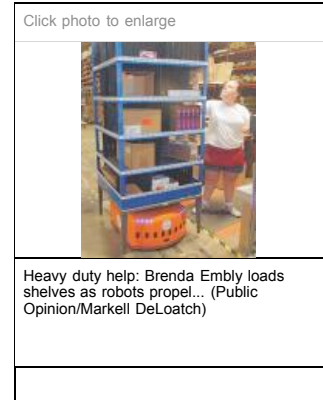 Click photo to enlarge
Heavy duty help: Brenda Embly loads
shelves as robots propel... (Public
Opinion/Markell DeLoatch)